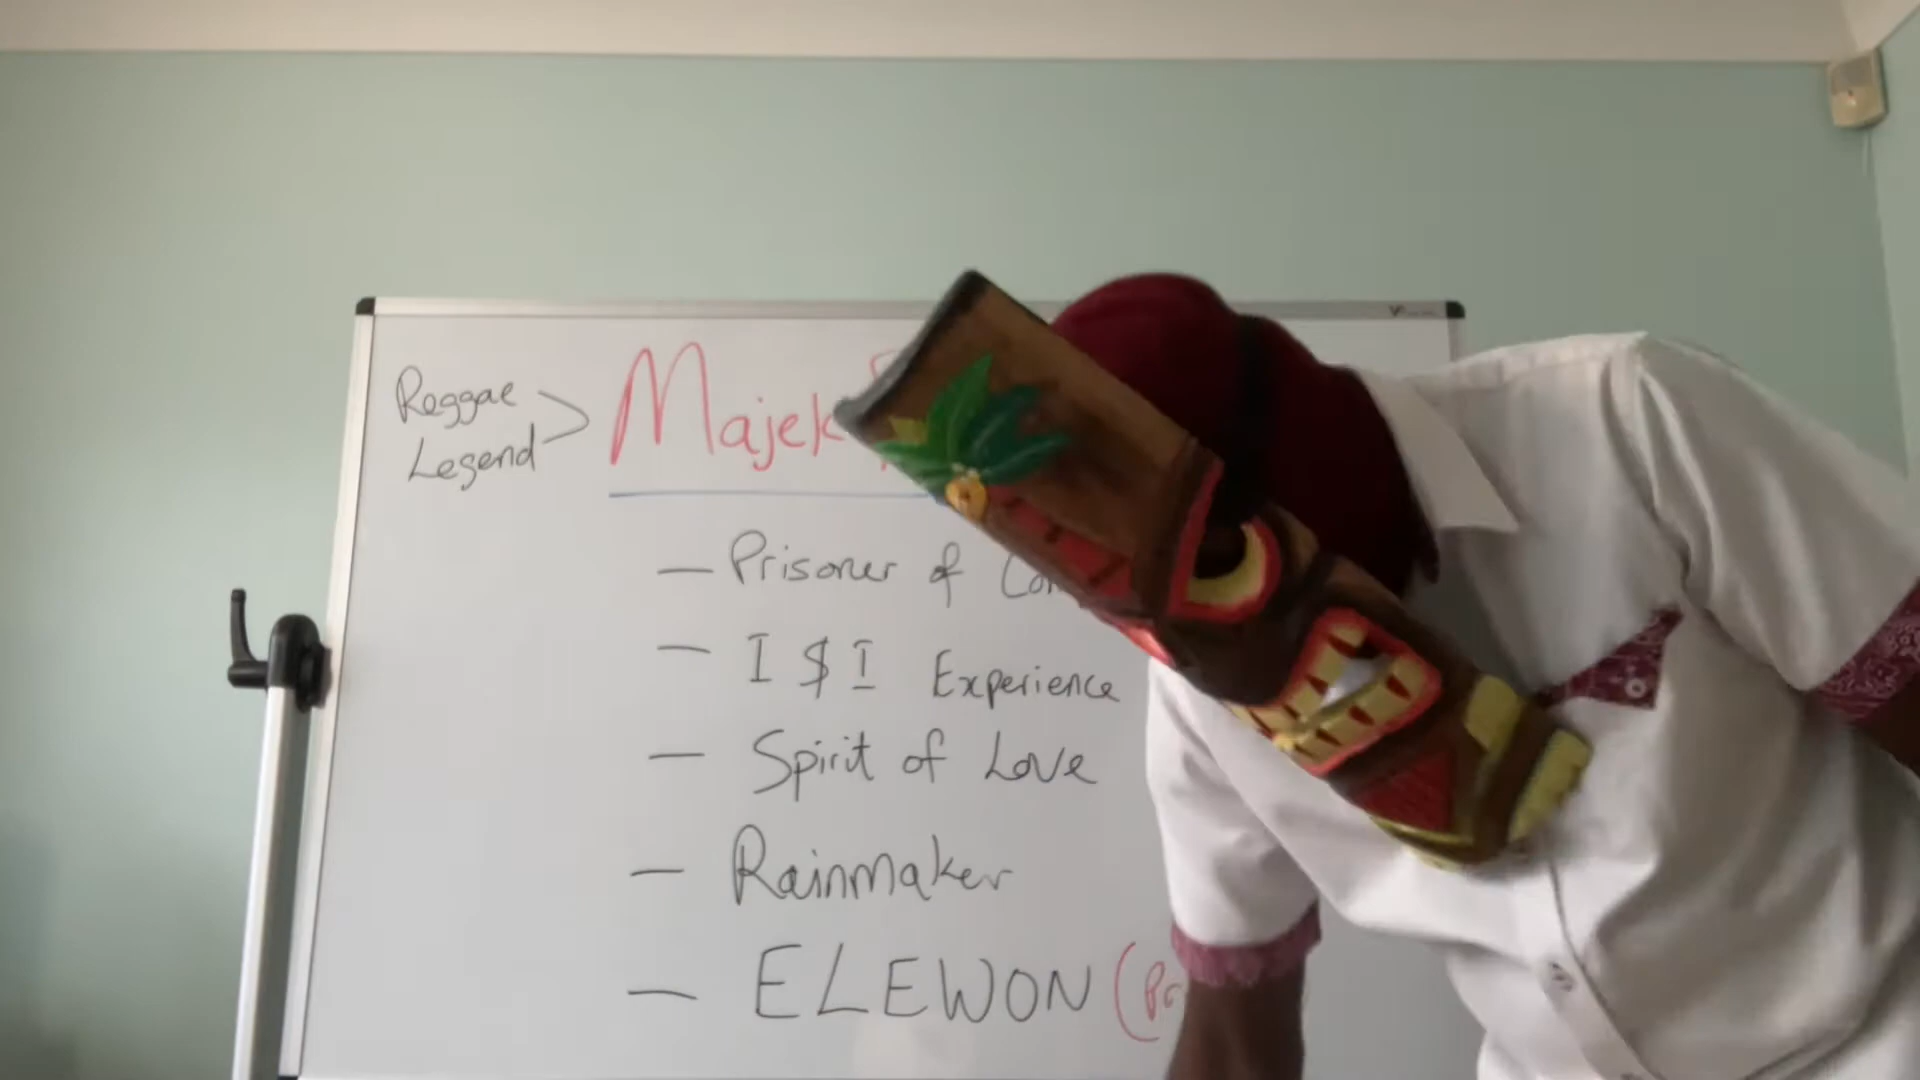 Reggae
Legend >
Majek
— Prisoner of
— I $ I Experience
— Spirit of Love
— Rainmaker
— ELEWON